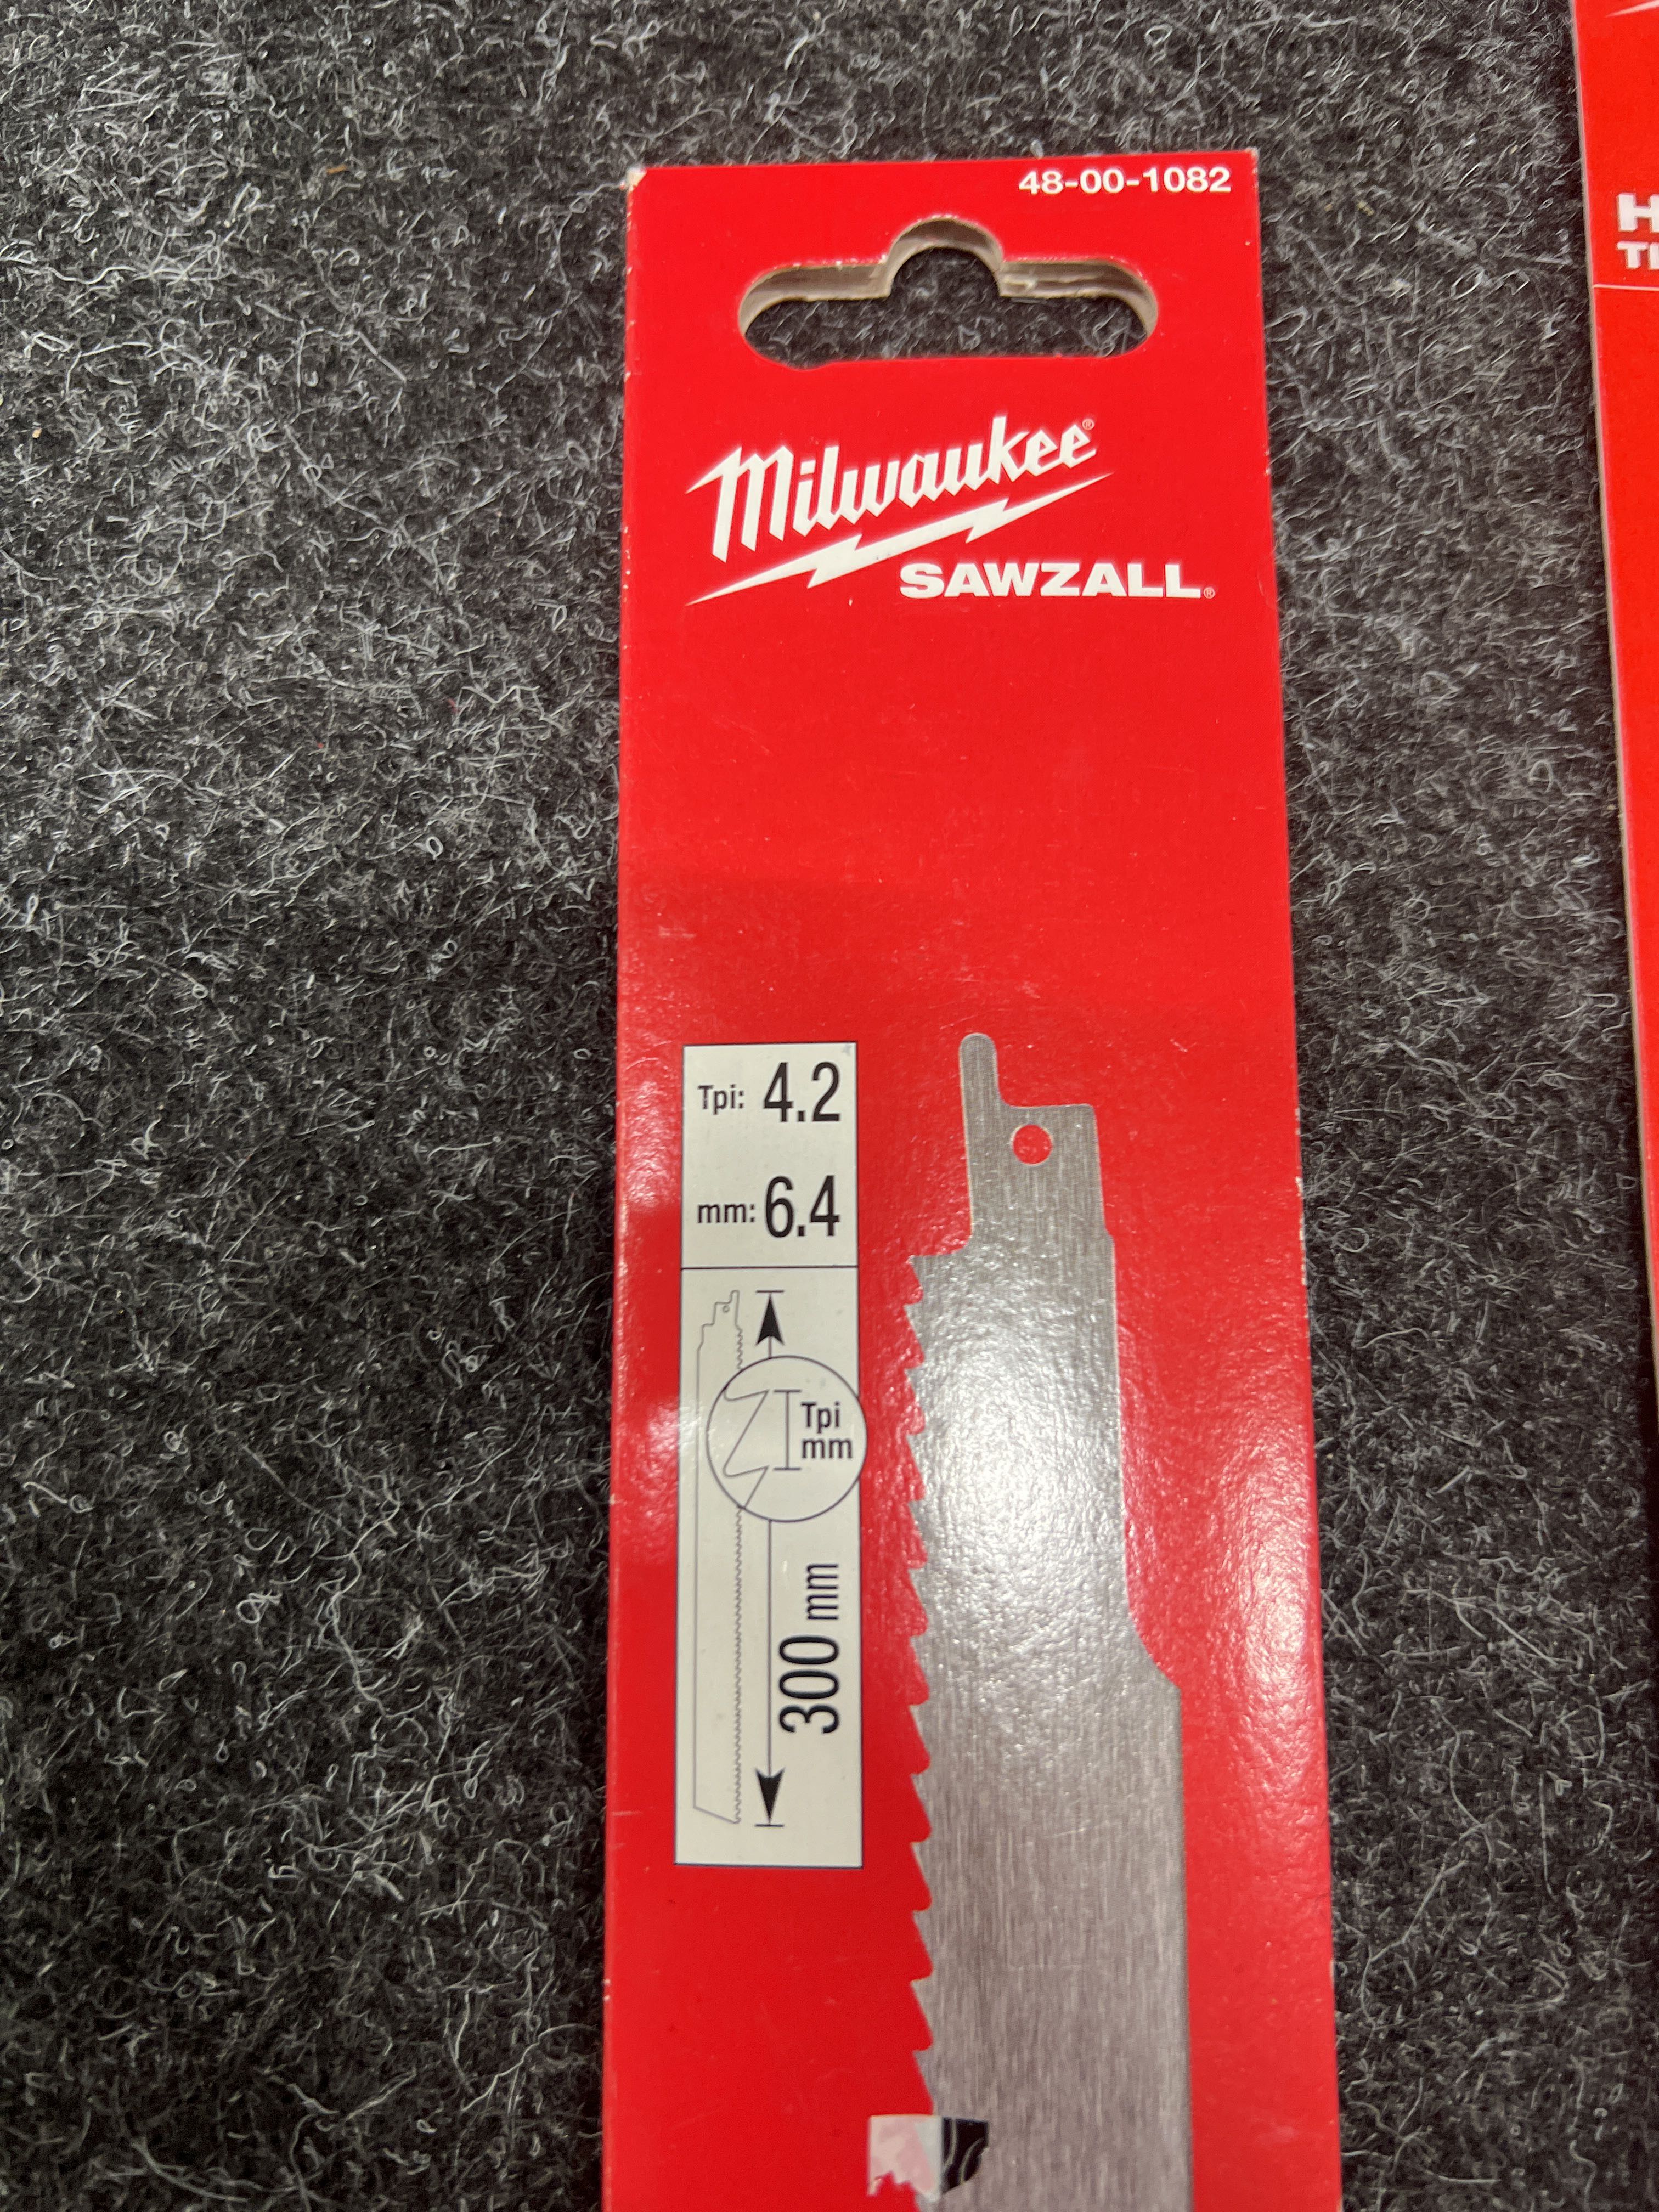 48-00-1082
Milwaukee®
SAWZALL®
Tpi: 4.2
mm: 6.4
Tpi
mm
300 mm